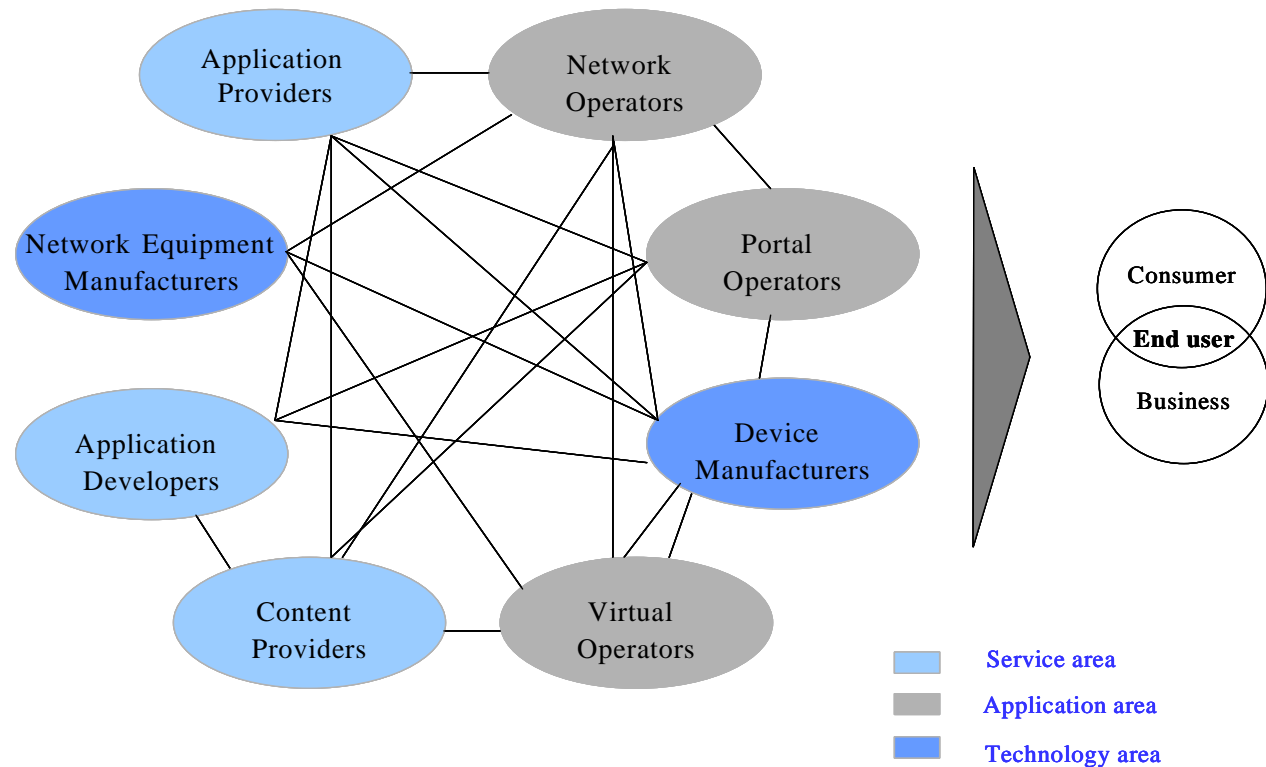 Application
Providers
Network
Operators
Network Equipment
Manufacturers
Portal
Operators
Consumer
End user
Business
Application
Developers
Device
Manufacturers
Content
Providers
Virtual
Operators
Service area
Application area
Technology area